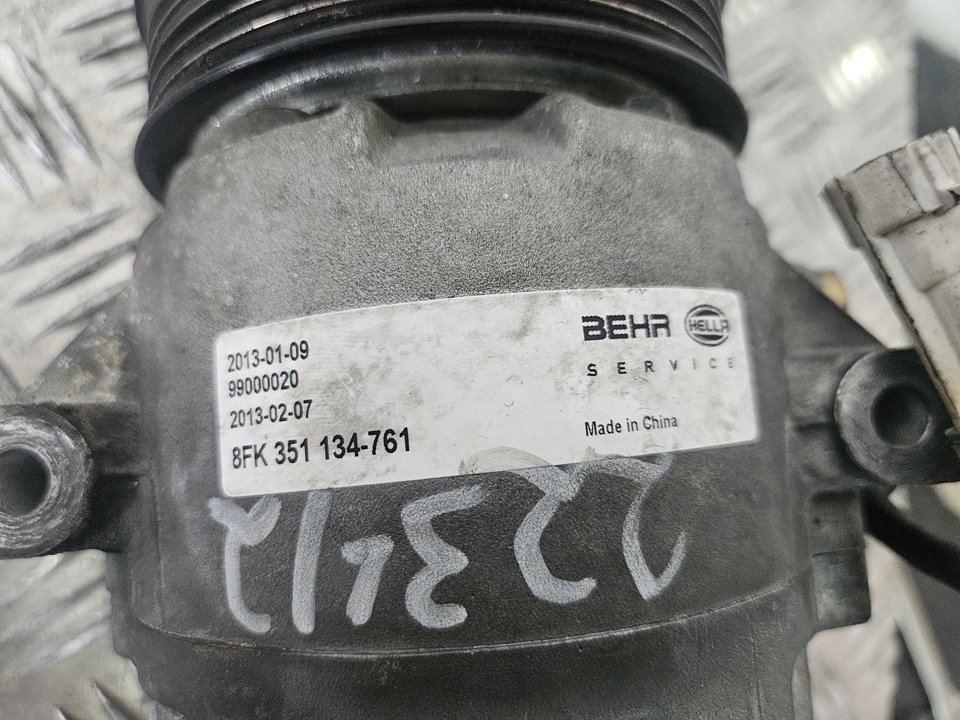 BEHR HELLA
SERVICE
2013-01-09
99000020
2013-02-07
8FK 351 134-761
Made in China